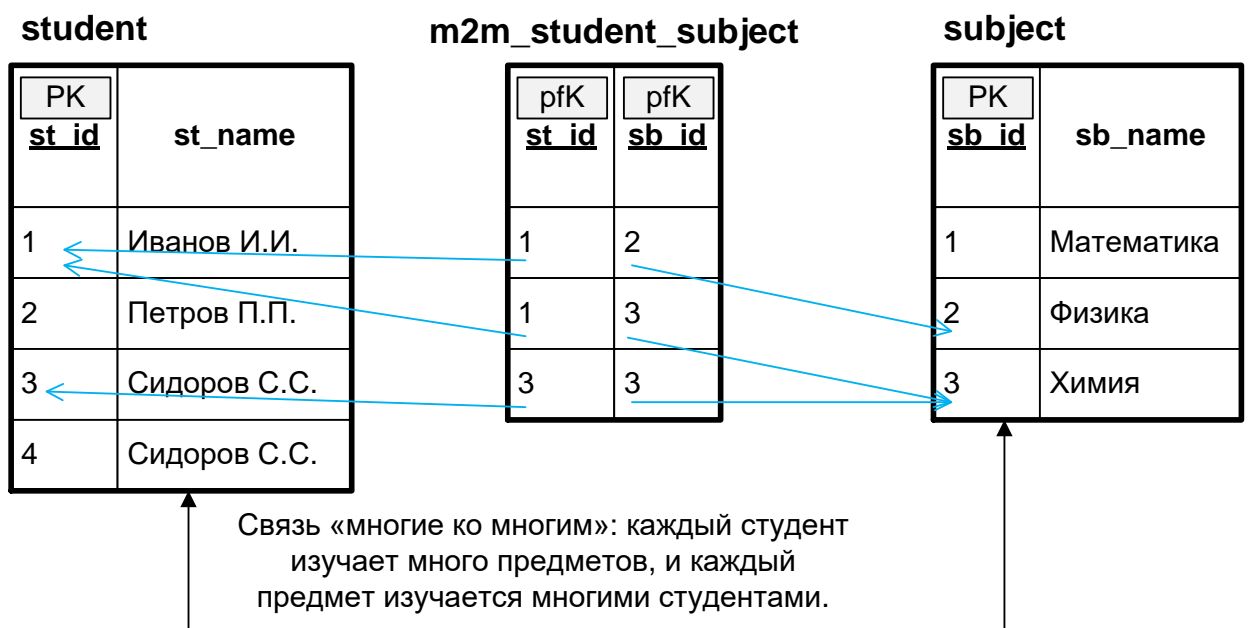 student m2m_student_subject subject
PK pfK pfK PK
st_id st_name st_id sb_id sb_id sb_name
1 Иванов И.И. 1 2 1 Математика
2 Петров П.П. 1 3 2 Физика
3 Сидоров С.С. 3 3 3 Химия
4 Сидоров С.С.
Связь «многие ко многим»: каждый студент
изучает много предметов, и каждый
предмет изучается многими студентами.